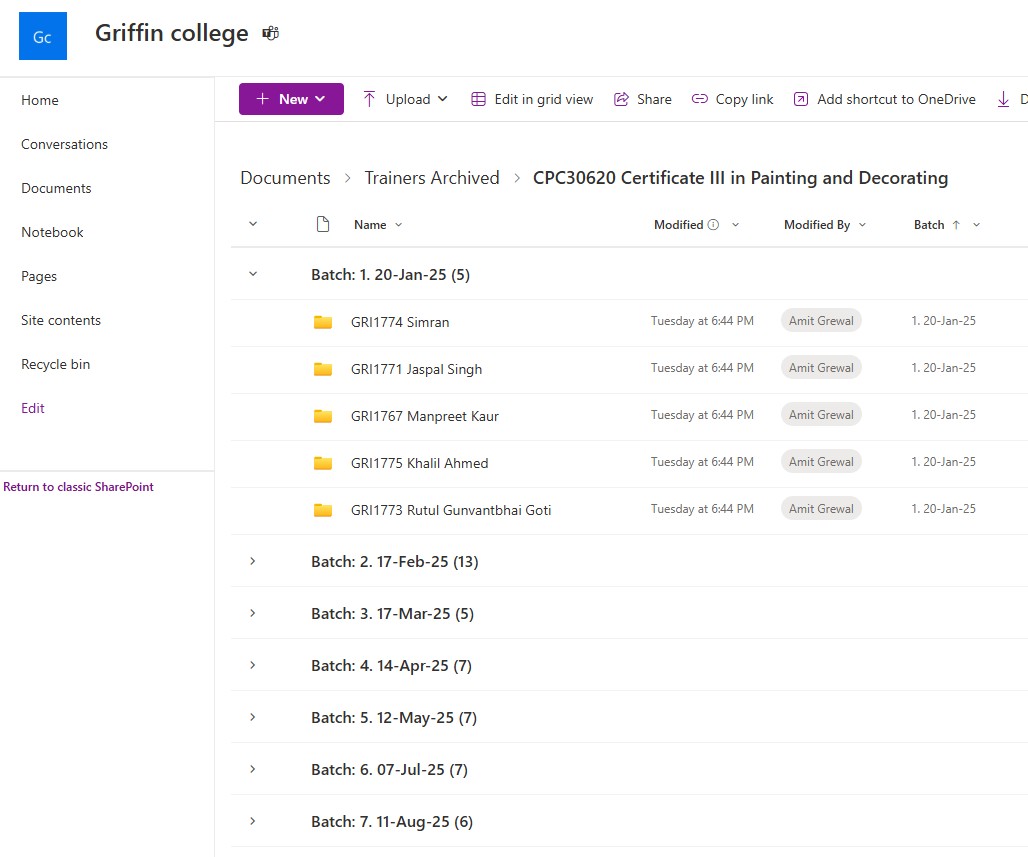 Gc
Griffin college
Home
Conversations
Documents
Notebook
Pages
Site contents
Recycle bin
Edit
Return to classic SharePoint
New Upload Edit in grid view Share Copy link Add shortcut to OneDrive D
Documents > Trainers Archived > CPC30620 Certificate III in Painting and Decorating
Name Modified Modified By Batch
Batch: 1. 20-Jan-25 (5)
GRI1774 Simran Tuesday at 6:44 PM Amit Grewal 1. 20-Jan-25
GRI1771 Jaspal Singh Tuesday at 6:44 PM Amit Grewal 1. 20-Jan-25
GRI1767 Manpreet Kaur Tuesday at 6:44 PM Amit Grewal 1. 20-Jan-25
GRI1775 Khalil Ahmed Tuesday at 6:44 PM Amit Grewal 1. 20-Jan-25
GRI1773 Rutul Gunvantbhai Goti Tuesday at 6:44 PM Amit Grewal 1. 20-Jan-25
Batch: 2. 17-Feb-25 (13)
Batch: 3. 17-Mar-25 (5)
Batch: 4. 14-Apr-25 (7)
Batch: 5. 12-May-25 (7)
Batch: 6. 07-Jul-25 (7)
Batch: 7. 11-Aug-25 (6)